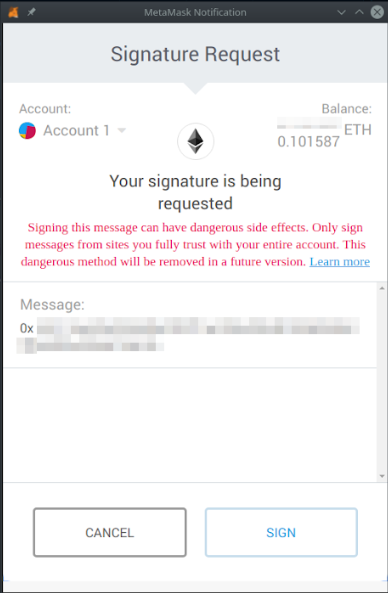 MetaMask Notification
Signature Request
Account:
Balance:
Account 1
ETH
0.101587
Your signature is being
requested
Signing this message can have dangerous side effects. Only sign
messages from sites you fully trust with your entire account. This
dangerous method will be removed in a future version. Learn more
Message:
0x
CANCEL
SIGN